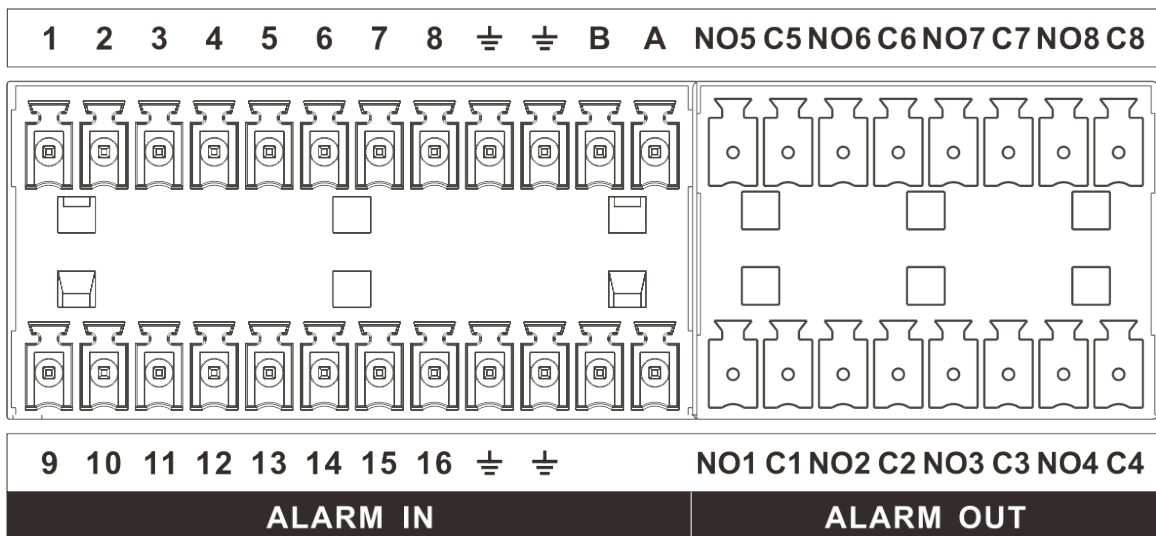 1 2 3 4 5 6 7 8 ⏚ ⏚ B A NO5 C5 NO6 C6 NO7 C7 NO8 C8
9 10 11 12 13 14 15 16 ⏚ ⏚ NO1 C1 NO2 C2 NO3 C3 NO4 C4
ALARM IN ALARM OUT